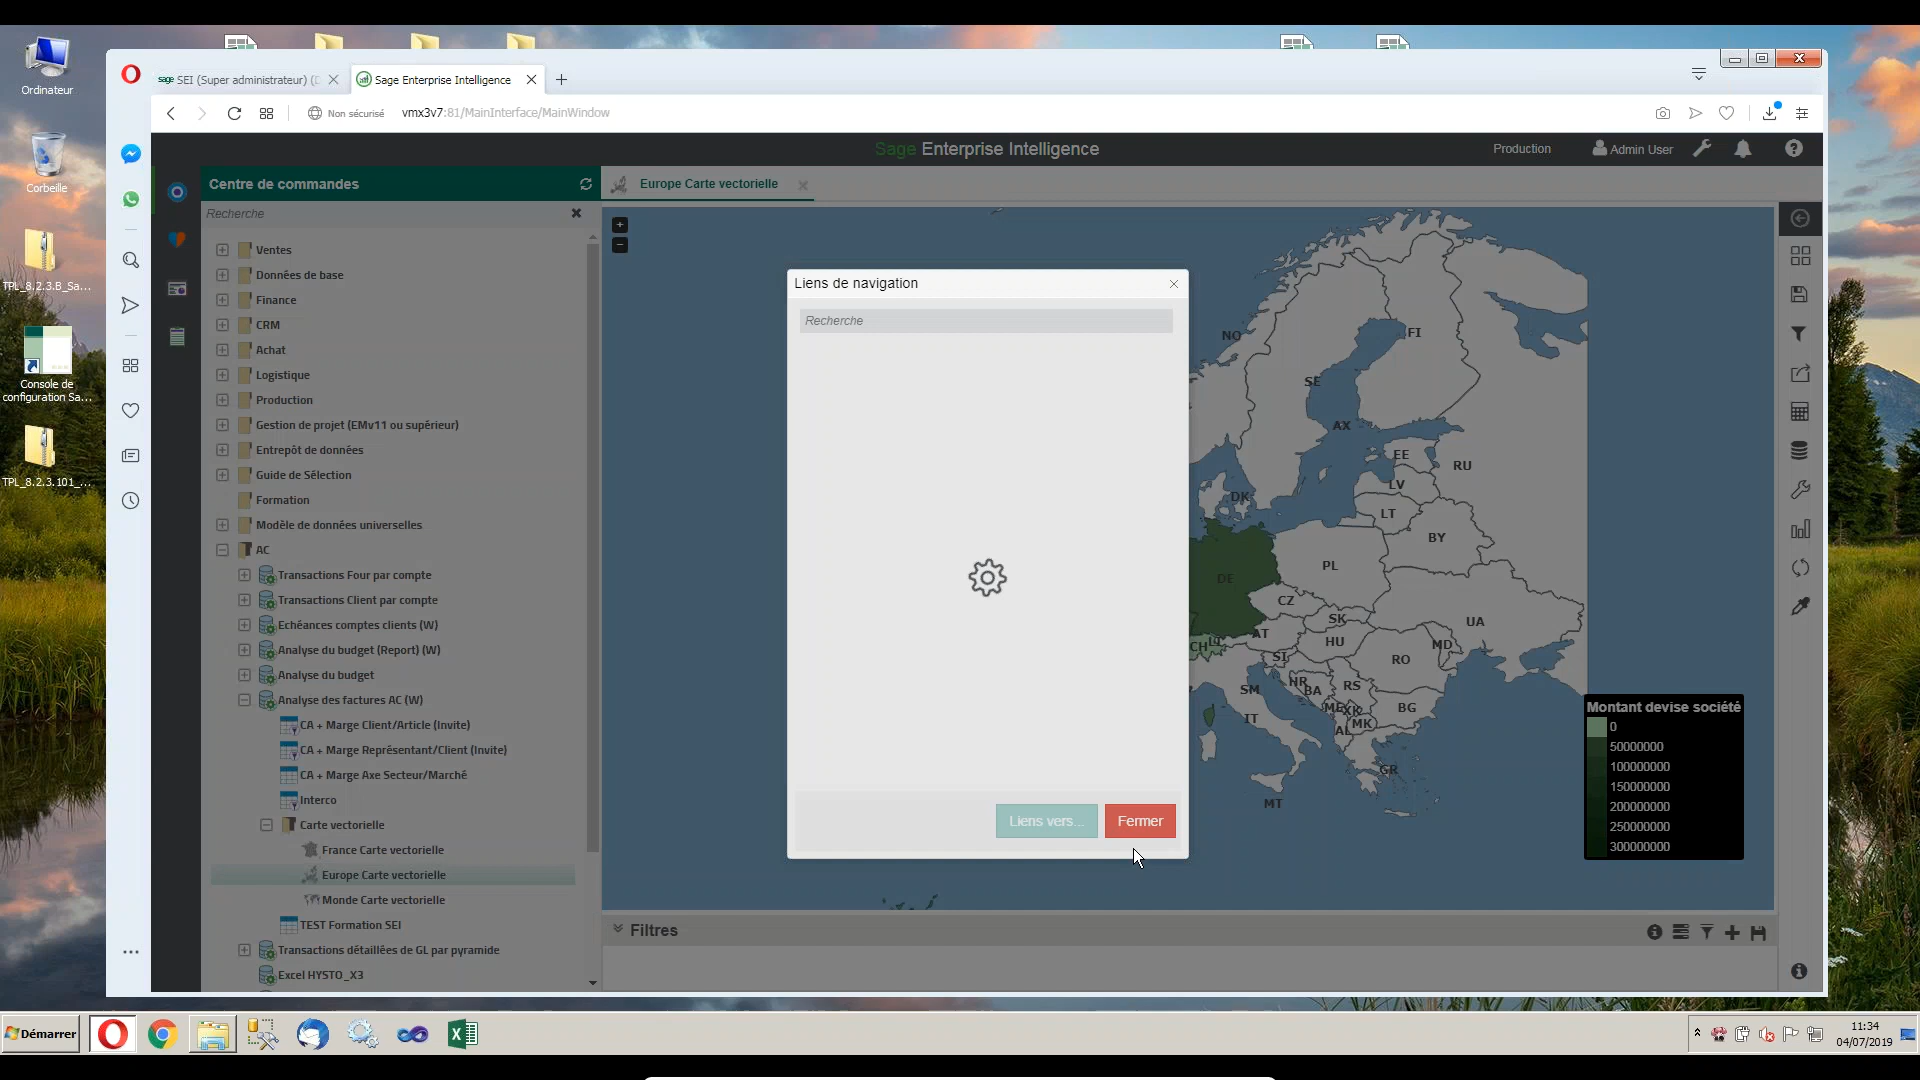 Ordinateur
Corbeille
TPL_8.2.3.B_Sa...
Console de
configuration Sa...
TPL_8.2.3.101_...
SEI (Super administrateur) (
Sage Enterprise Intelligence
Non sécurisé
vmx3v7:81/MainInterface/MainWindow
Sage Enterprise Intelligence
Production
Admin User
Centre de commandes
Recherche
Ventes
Données de base
Finance
CRM
Achat
Logistique
Production
Gestion de projet (EMv11 ou supérieur)
Entrepôt de données
Guide de Sélection
Formation
Modèle de données universelles
AC
Transactions Four par compte
Transactions Client par compte
Echéances comptes clients (W)
Analyse du budget (Report) (W)
Analyse du budget
Analyse des factures AC (W)
CA + Marge Client/Article (Invite)
CA + Marge Représentant/Client (Invite)
CA + Marge Axe Secteur/Marché
Interco
Carte vectorielle
France Carte vectorielle
Europe Carte vectorielle
Monde Carte vectorielle
TEST Formation SEI
Transactions détaillées de GL par pyramide
Excel HYSTO_X3
Europe Carte vectorielle
+
−
Liens de navigation
Recherche
Liens vers...
Fermer
NO
FI
SE
AX
EE
RU
LV
DK
LT
BY
PL
DE
CZ
UA
SK
AT
HU
MD
CH
LI
SI
RO
HR
BA
RS
SM
ME
XK
BG
IT
MK
AL
GR
MT
Montant devise société
0
50000000
100000000
150000000
200000000
250000000
300000000
Filtres
Démarrer
11:34
04/07/2019